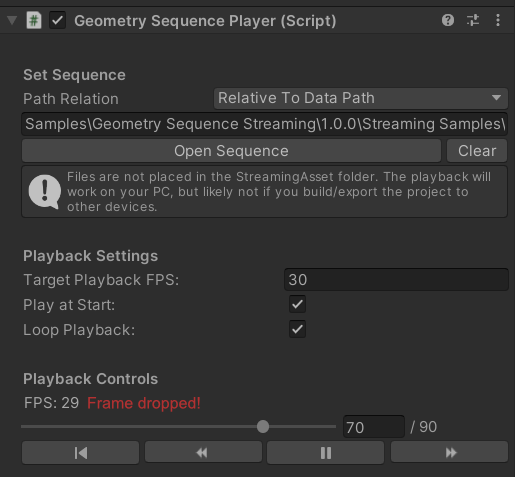 Geometry Sequence Player (Script)
Set Sequence
Path Relation Relative To Data Path
Samples\Geometry Sequence Streaming\1.0.0\Streaming Samples\
Open Sequence Clear
Files are not placed in the StreamingAsset folder. The playback will
work on your PC, but likely not if you build/export the project to
other devices.
Playback Settings
Target Playback FPS: 30
Play at Start:
Loop Playback:
Playback Controls
FPS: 29 Frame dropped!
70 / 90